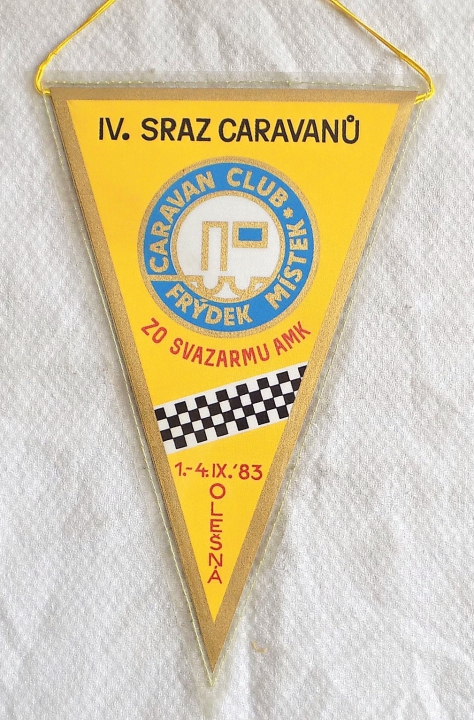 IV. SRAZ CARAVANŮ
CARAVAN CLUB * FRÝDEK MÍSTEK
ZO SVAZARMU AMK
1.-4.IX.'83
OLEŠNÁ